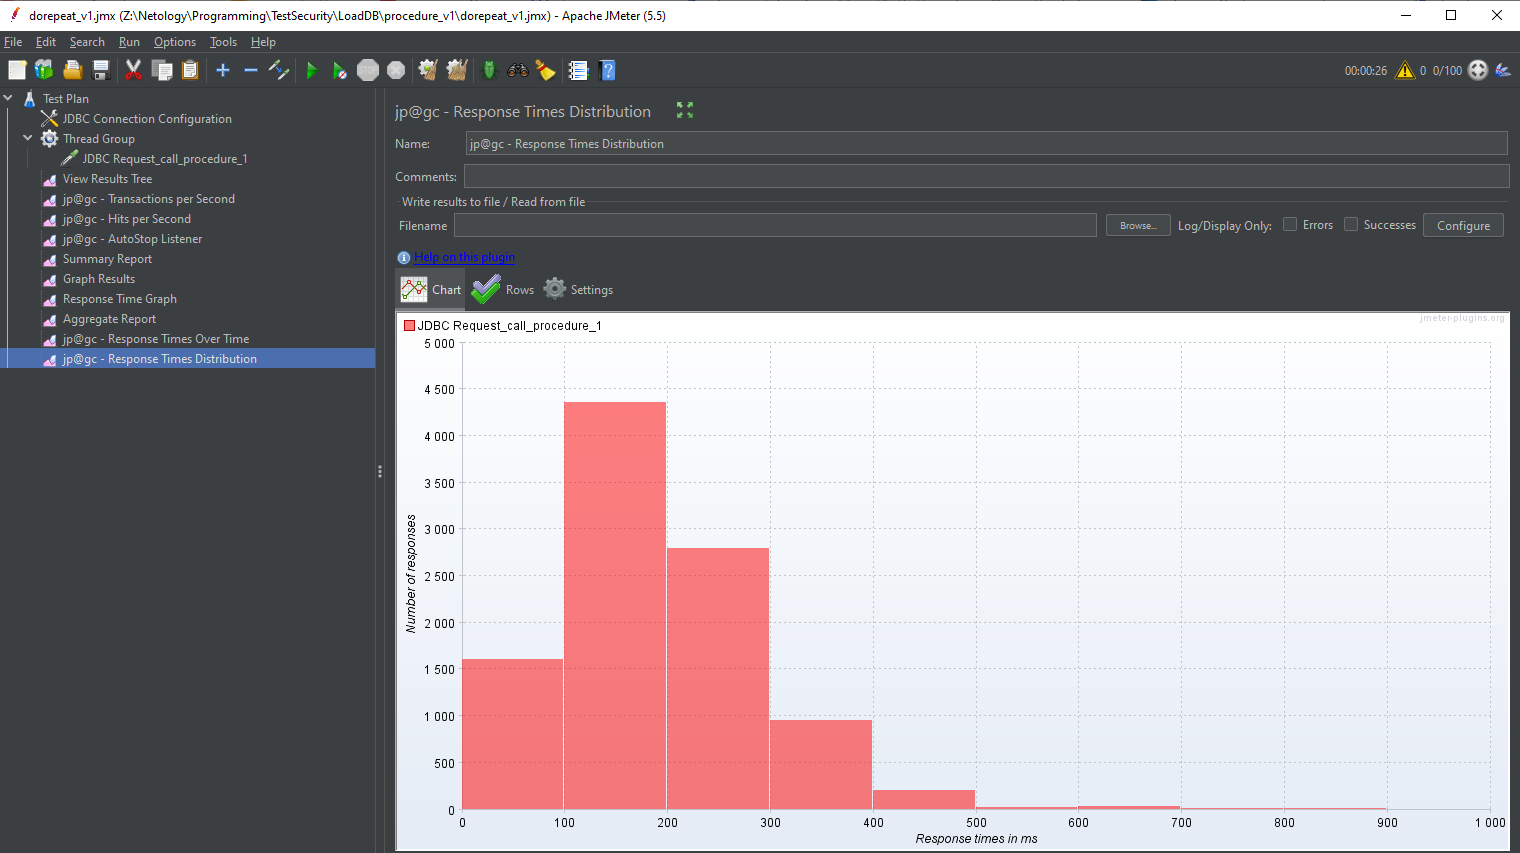 dorepeat_v1.jmx (Z:\Netology\Programming\TestSecurity\LoadDB\procedure_v1\dorepeat_v1.jmx) - Apache JMeter (5.5)
File Edit Search Run Options Tools Help
STOP
00:00:26 0 0/100
Test Plan
JDBC Connection Configuration
Thread Group
JDBC Request_call_procedure_1
View Results Tree
jp@gc - Transactions per Second
jp@gc - Hits per Second
jp@gc - AutoStop Listener
Summary Report
Graph Results
Response Time Graph
Aggregate Report
jp@gc - Response Times Over Time
jp@gc - Response Times Distribution
jp@gc - Response Times Distribution
Name: jp@gc - Response Times Distribution
Comments:
Write results to file / Read from file
Filename Browse... Log/Display Only: Errors Successes Configure
Help on this plugin
Chart Rows Settings
jmeter-plugins.org
JDBC Request_call_procedure_1
5 000
4 500
4 000
3 500
3 000
2 500
2 000
1 500
1 000
500
0
Number of responses
0 100 200 300 400 500 600 700 800 900 1 000
Response times in ms